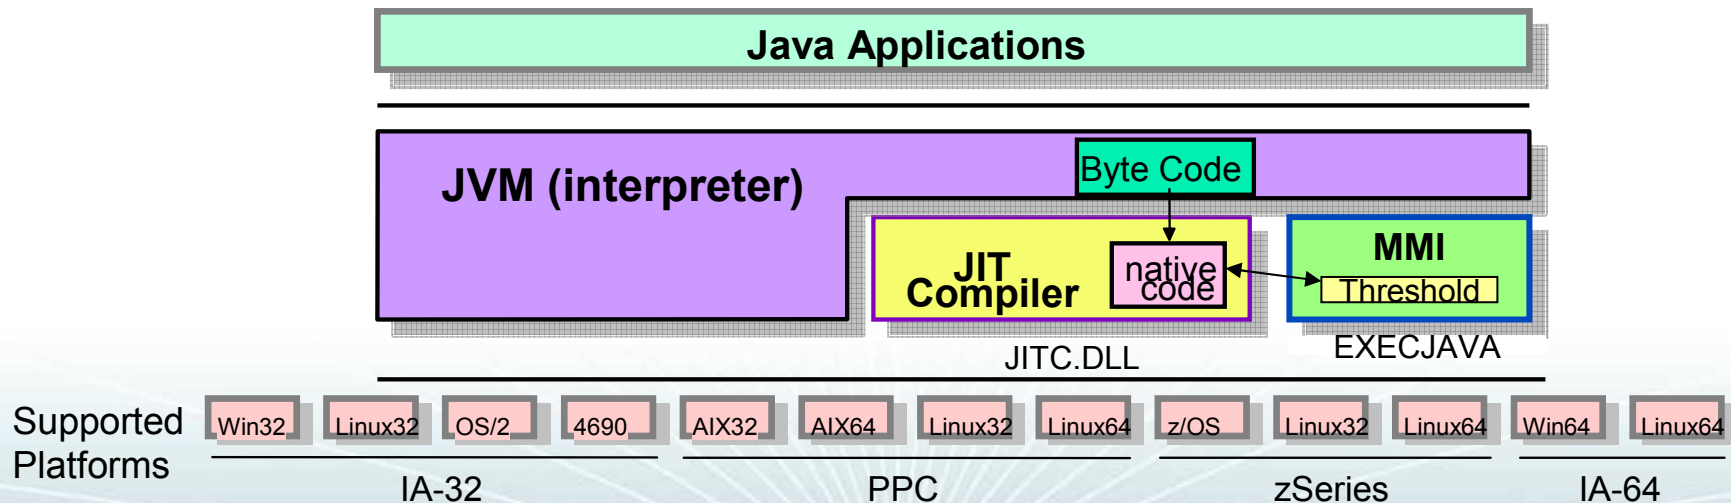 Java Applications
JVM (interpreter)
Byte Code
JIT
Compiler
native
code
MMI
Threshold
JITC.DLL
EXECJAVA
Supported
Platforms
Win32
Linux32
OS/2
4690
AIX32
AIX64
Linux32
Linux64
z/OS
Linux32
Linux64
Win64
Linux64
IA-32
PPC
zSeries
IA-64